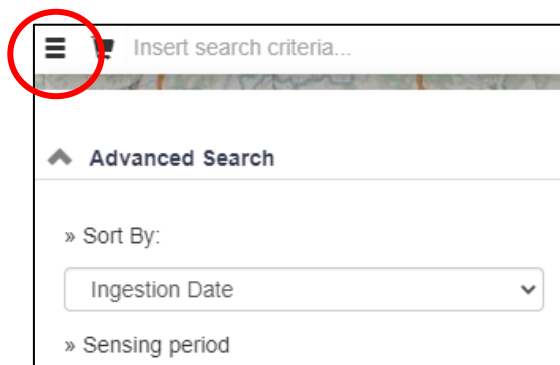 Insert search criteria...
Advanced Search
» Sort By:
Ingestion Date
» Sensing period